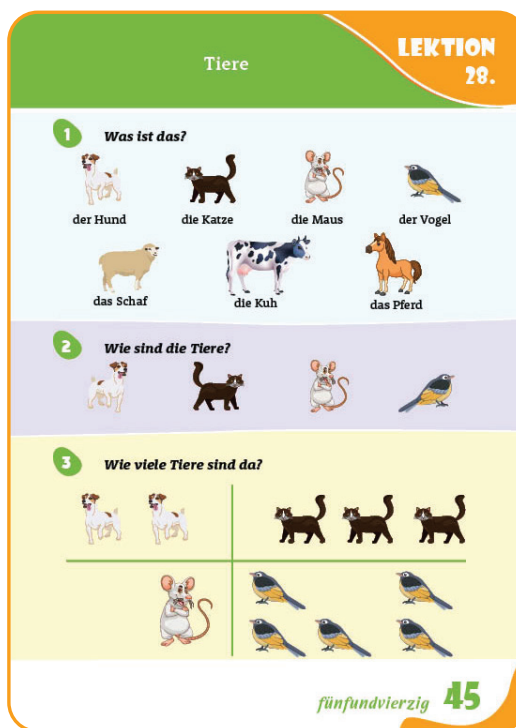 Tiere
LEKTION
28.
1 Was ist das?
der Hund die Katze die Maus der Vogel
das Schaf die Kuh das Pferd
2 Wie sind die Tiere?
3 Wie viele Tiere sind da?
fünfundvierzig 45